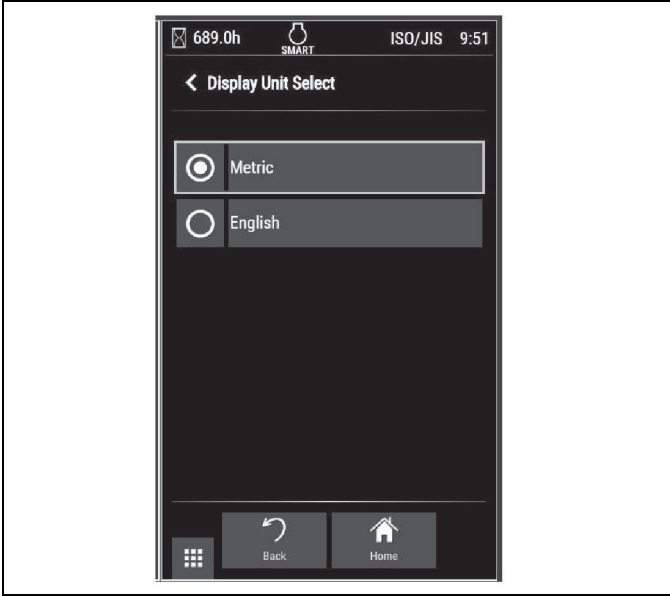 689.0h SMART ISO/JIS 9:51
Display Unit Select
Metric
English
Back Home